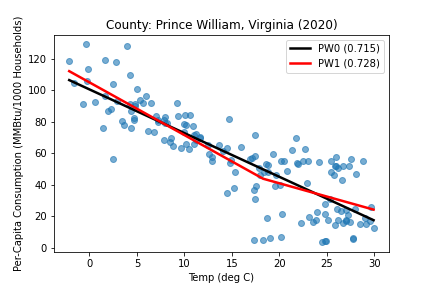 County: Prince William, Virginia (2020)
PW0 (0.715)
PW1 (0.728)
Per-Capita Consumption (MMBtu/1000 Households)
120
100
80
60
40
20
0
0 5 10 15 20 25 30
Temp (deg C)